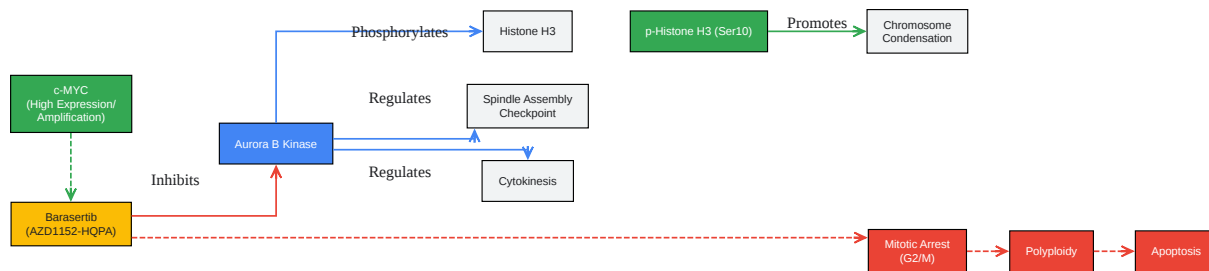 Phosphorylates
Histone H3
p-Histone H3 (Ser10)
Promotes
Chromosome
Condensation
c-MYC
(High Expression/
Amplification)
Regulates
Spindle Assembly
Checkpoint
Aurora B Kinase
Inhibits
Regulates
Cytokinesis
Barasertib
(AZD1152-HQPA)
Mitotic Arrest
(G2/M)
Polyploidy
Apoptosis